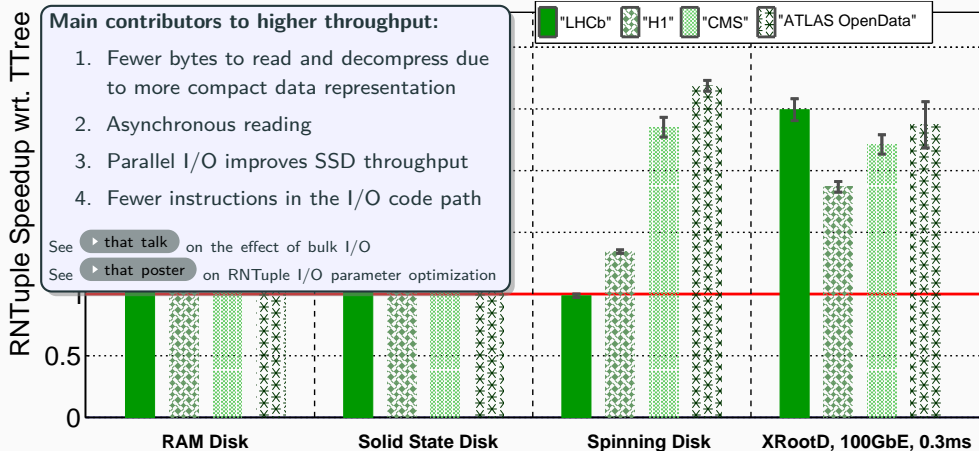 Main contributors to higher throughput:
1. Fewer bytes to read and decompress due
to more compact data representation
2. Asynchronous reading
3. Parallel I/O improves SSD throughput
4. Fewer instructions in the I/O code path
See that talk on the effect of bulk I/O
See that poster on RNTuple I/O parameter optimization
"LHCb" "H1" "CMS" "ATLAS OpenData"
RNTuple Speedup wrt. TTree
0.5
0
RAM Disk Solid State Disk Spinning Disk XRootD, 100GbE, 0.3ms